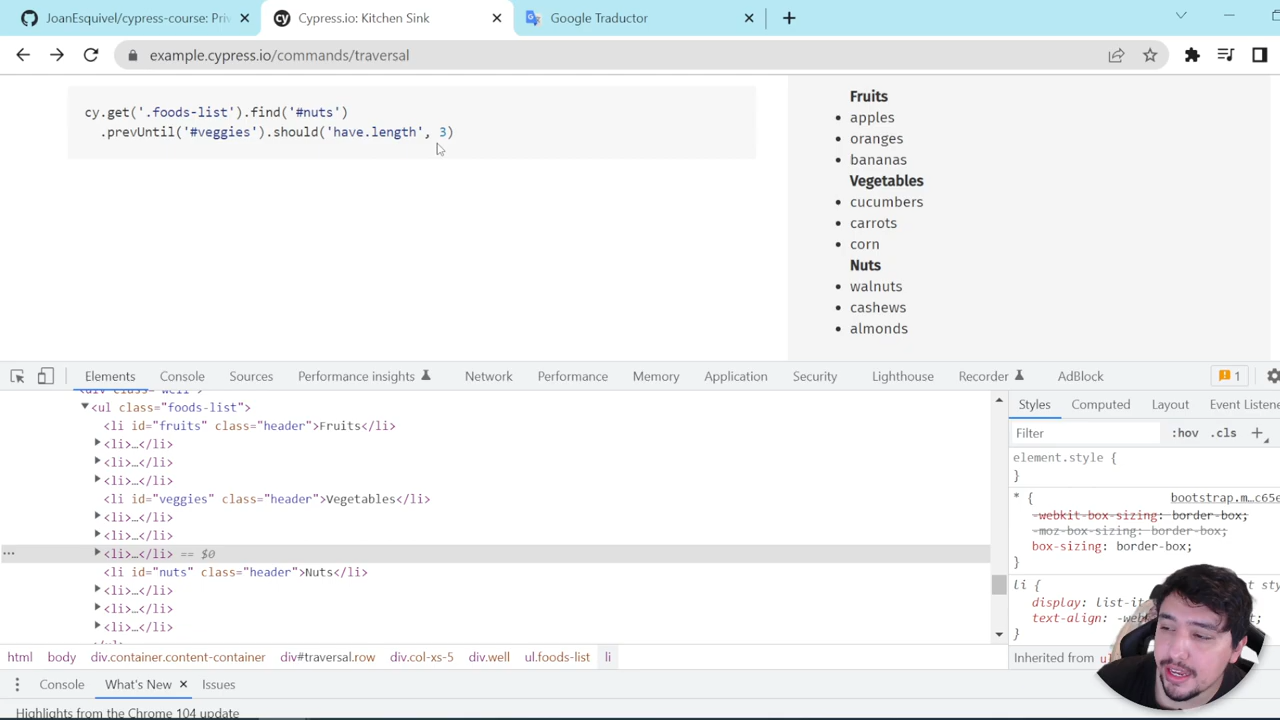 JoanEsquivel/cypress-course: Pri
Cypress.io: Kitchen Sink
Google Traductor
example.cypress.io/commands/traversal
cy.get('.foods-list').find('#nuts')
.prevUntil('#veggies').should('have.length', 3)
Fruits
apples
oranges
bananas
Vegetables
cucumbers
carrots
corn
Nuts
walnuts
cashews
almonds
Elements
Console
Sources
Performance insights
Network
Performance
Memory
Application
Security
Lighthouse
Recorder
AdBlock
1
<ul class="foods-list">
<li id="fruits" class="header">Fruits</li>
<li>…</li>
<li>…</li>
<li>…</li>
<li id="veggies" class="header">Vegetables</li>
<li>…</li>
<li>…</li>
<li>…</li> == $0
<li id="nuts" class="header">Nuts</li>
<li>…</li>
<li>…</li>
<li>…</li>
html body div.container.content-container div#traversal.row div.col-xs-5 div.well ul.foods-list li
Styles Computed Layout Event Listene
Filter :hov .cls
element.style {
}
* { bootstrap.m…c65e
-webkit-box-sizing: border-box;
-moz-box-sizing: border-box;
box-sizing: border-box;
}
li {
display: list-it
text-align: -we
}
Inherited from ul
Console What's New Issues
Highlights from the Chrome 104 update